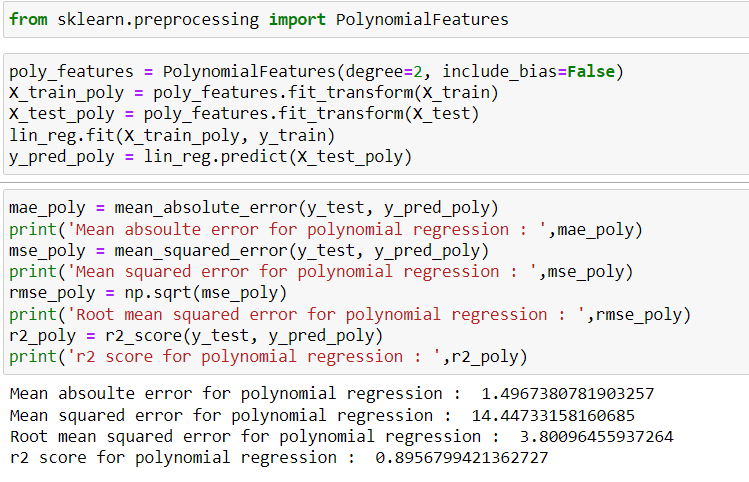 from sklearn.preprocessing import PolynomialFeatures
poly_features = PolynomialFeatures(degree=2, include_bias=False)
X_train_poly = poly_features.fit_transform(X_train)
X_test_poly = poly_features.fit_transform(X_test)
lin_reg.fit(X_train_poly, y_train)
y_pred_poly = lin_reg.predict(X_test_poly)
mae_poly = mean_absolute_error(y_test, y_pred_poly)
print('Mean absoulte error for polynomial regression : ',mae_poly)
mse_poly = mean_squared_error(y_test, y_pred_poly)
print('Mean squared error for polynomial regression : ',mse_poly)
rmse_poly = np.sqrt(mse_poly)
print('Root mean squared error for polynomial regression : ',rmse_poly)
r2_poly = r2_score(y_test, y_pred_poly)
print('r2 score for polynomial regression : ',r2_poly)
Mean absoulte error for polynomial regression :  1.4967380781903257
Mean squared error for polynomial regression :  14.44733158160685
Root mean squared error for polynomial regression :  3.80096455937264
r2 score for polynomial regression :  0.8956799421362727